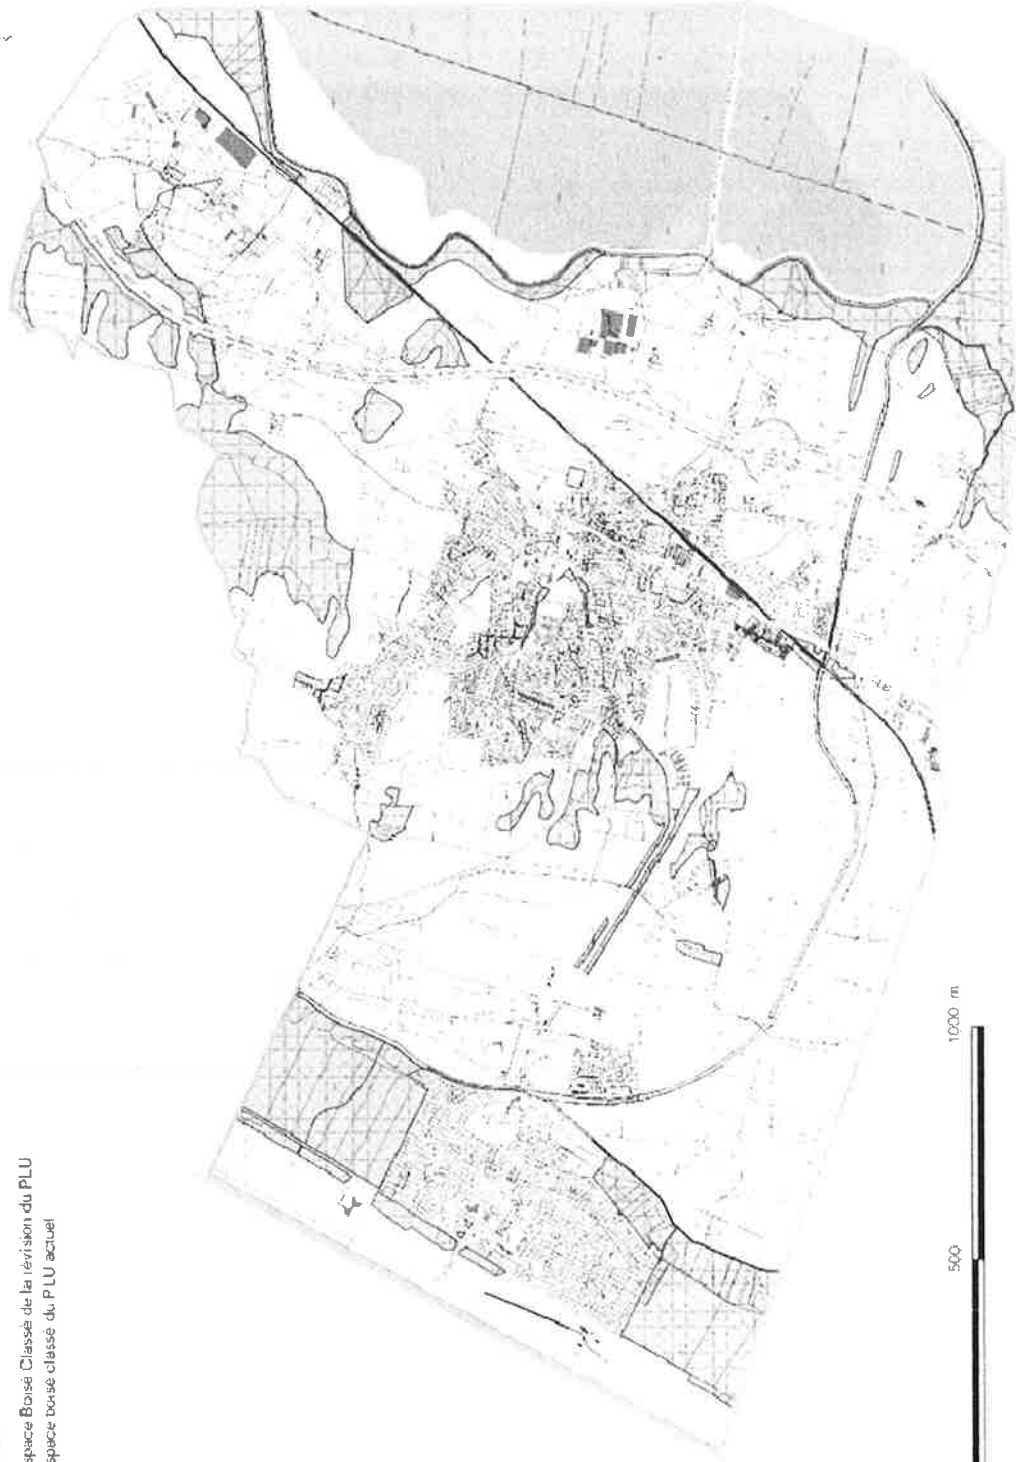 space Boisé Classé de la révision du PLU
space boisé classé du PLU actuel
500
1000 m